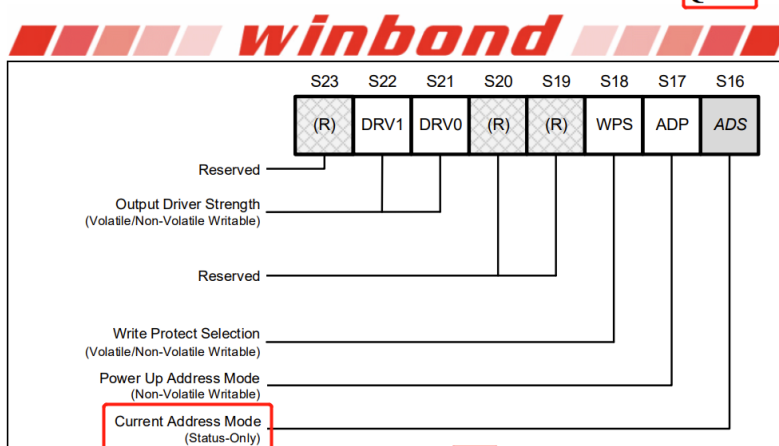 winbond
S23 S22 S21 S20 S19 S18 S17 S16
(R) DRV1 DRV0 (R) (R) WPS ADP ADS
Reserved
Output Driver Strength
(Volatile/Non-Volatile Writable)
Reserved
Write Protect Selection
(Volatile/Non-Volatile Writable)
Power Up Address Mode
(Non-Volatile Writable)
Current Address Mode
(Status-Only)